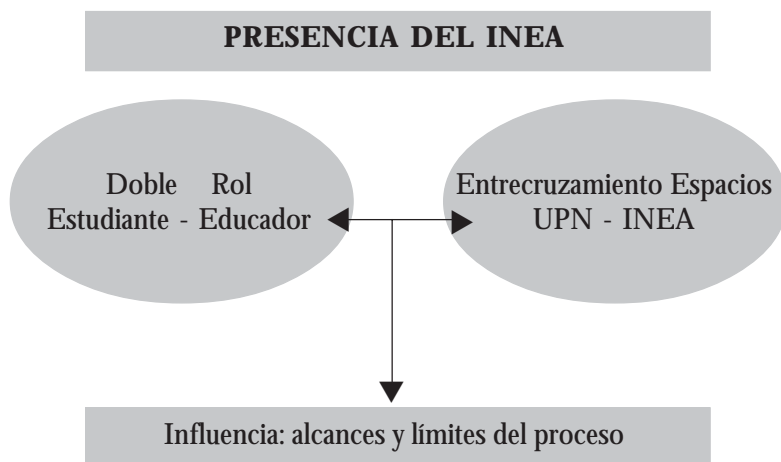 PRESENCIA DEL INEA
Doble Rol
Estudiante - Educador
Entrecruzamiento Espacios
UPN - INEA
Influencia: alcances y límites del proceso